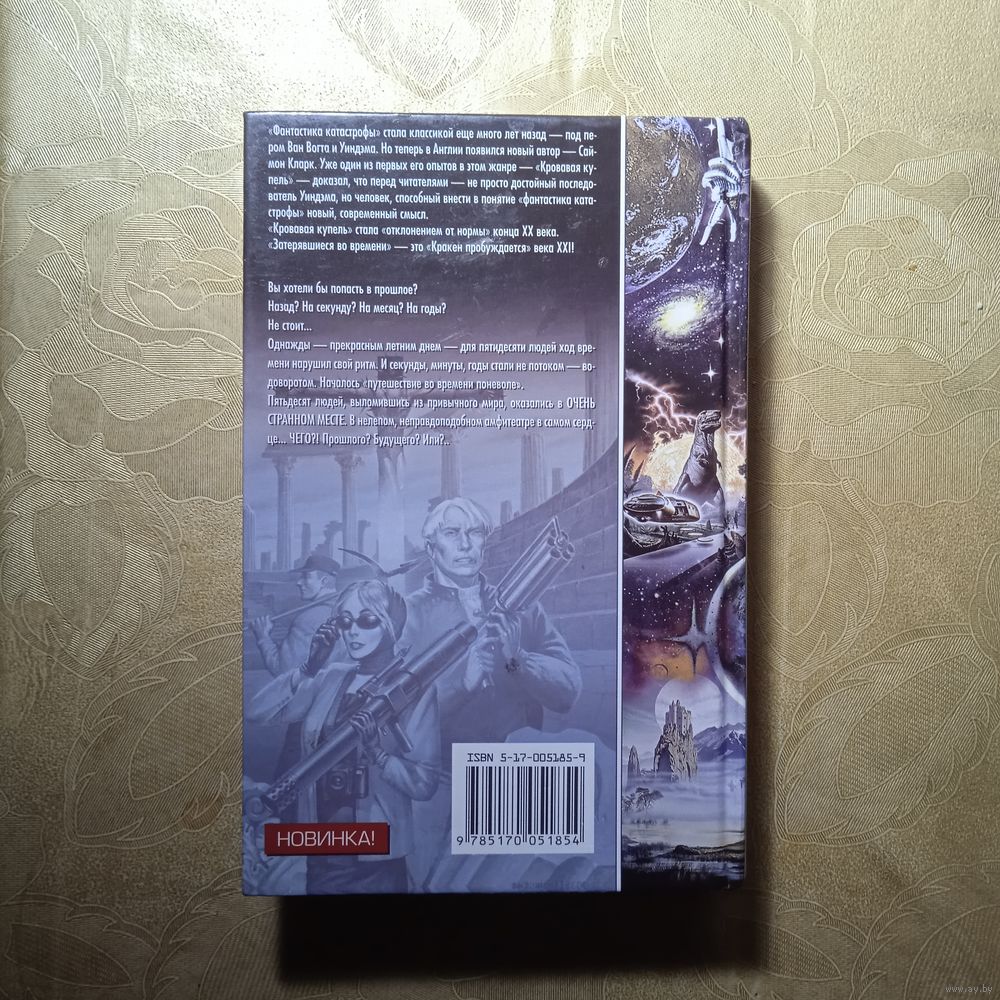 «Фантастика катастрофы» стала классикой еще много лет назад — под пе-
ром Ван Вогта и Уиндэма. Но теперь в Англии появился новый автор — Сай-
мон Кларк. Уже один из первых его опытов в этом жанре — «Кровавая ку-
пель» — доказал, что перед читателями — не просто достойный последо-
ватель Уиндэма, но человек, способный внести в понятие «фантастика ката-
строфы» новый, современный смысл.
«Кровавая купель» стала «отклонением от нормы» конца XX века.
«Затерявшиеся во времени» — это «Кракен пробуждается» века XXI!
Вы хотели бы попасть в прошлое?
Назад? На секунду? На месяц? На годы?
Не стоит...
Однажды — прекрасным летним днем — для пятидесяти людей ход вре-
мени нарушил свой ритм. И секунды, минуты, годы стали не потоком — во-
доворотом. Началось «путешествие во времени поневоле».
Пятьдесят людей, выломившись из привычного мира, оказались в ОЧЕНЬ
СТРАННОМ МЕСТЕ. В нелепом, неправдоподобном амфитеатре в самом серд-
це... ЧЕГО?! Прошлого? Будущего? Или?..
ISBN 5-17-005185-9
9 785170 051854
НОВИНКА!
www.ay.by